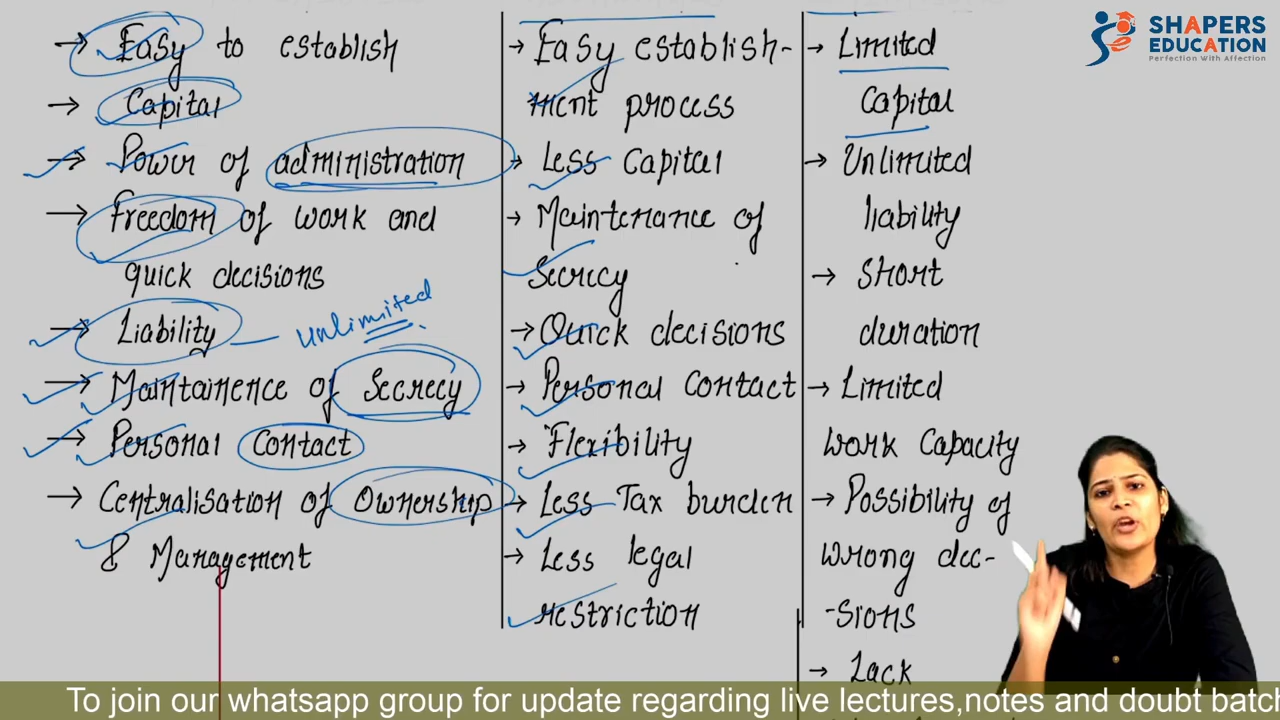 → Easy to establish
→ Capital
→ Power of administration
→ Freedom of work and
quick decisions
→ Liability — unlimited
→ Maintainence of Secrecy
→ Personal Contact
→ Centralisation of Ownership
& Management
→ Easy establish-
ment process
→ Less Capital
→ Maintenance of
Secrecy
→ Quick decisions
→ Personal Contact
→ Flexibility
→ Less Tax burden
→ Less legal
restriction
→ Limited
Capital
→ Unlimited
liability
→ Short
duration
→ Limited
Work Capacity
→ Possibility of
Wrong dec-
-sions
→ Lack
SHAPERS
EDUCATION
Perfection With Affection
To join our whatsapp group for update regarding live lectures,notes and doubt batch